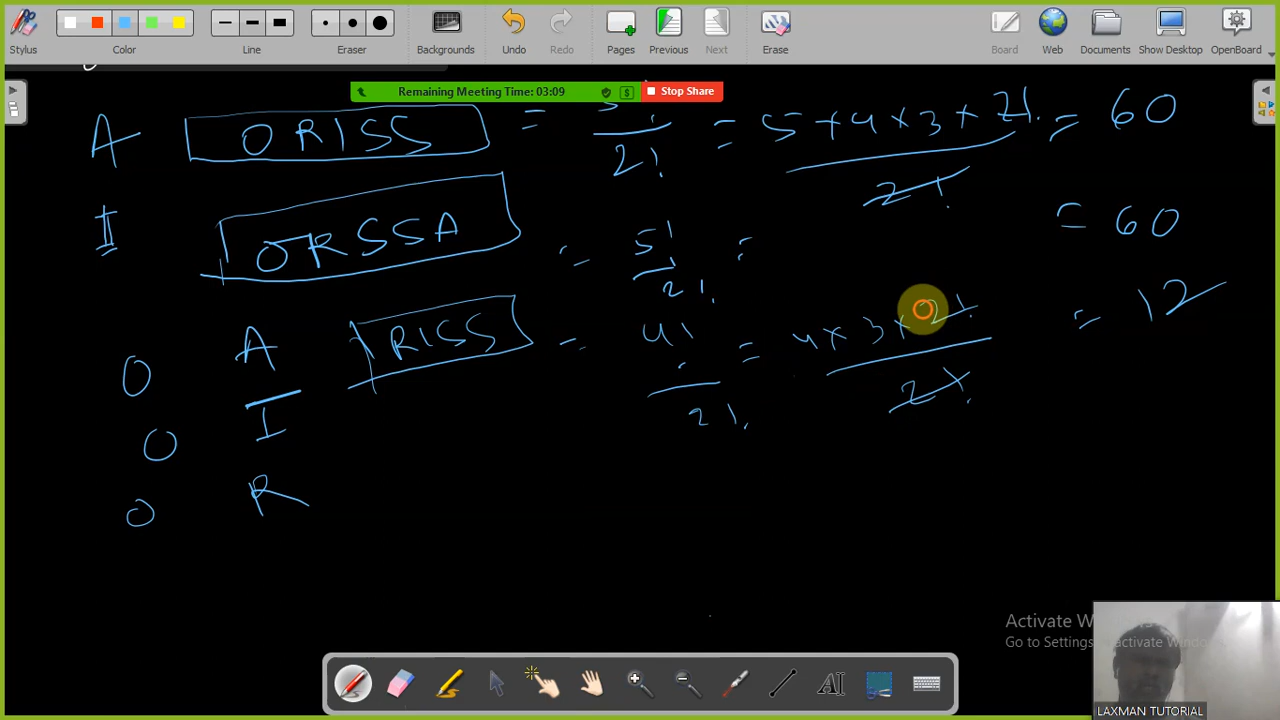 Stylus Color Line Eraser Backgrounds Undo Redo Pages Previous Next Erase Board Web Documents Show Desktop OpenBoard
Remaining Meeting Time: 03:09 Stop Share
A ORISS = 5! / 2! = 5 × 4 × 3 × 2! / 2! = 60
I ORSSA = 5! / 2! = = 60
O A RISS = 4! / 2! = 4 × 3 × 2! / 2! = 12
O I
O R
Go to Settings
LAXMAN TUTORIAL